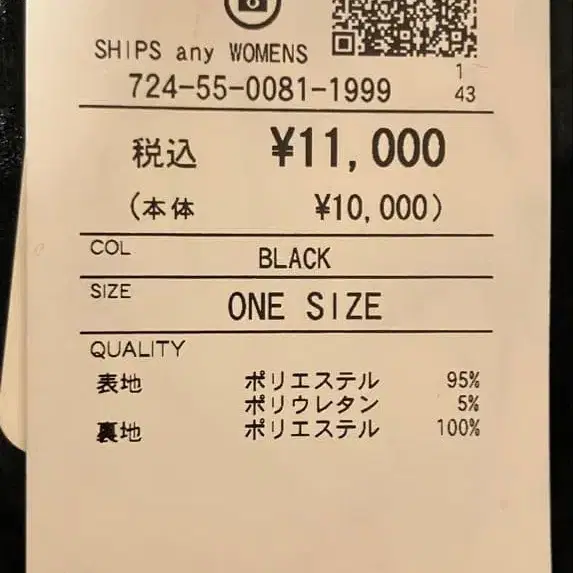 SHIPS any WOMENS
724-55-0081-1999
1
43
税込 ¥11,000
(本体 ¥10,000)
COL BLACK
SIZE ONE SIZE
QUALITY
表地 ポリエステル 95%
ポリウレタン 5%
裏地 ポリエステル 100%